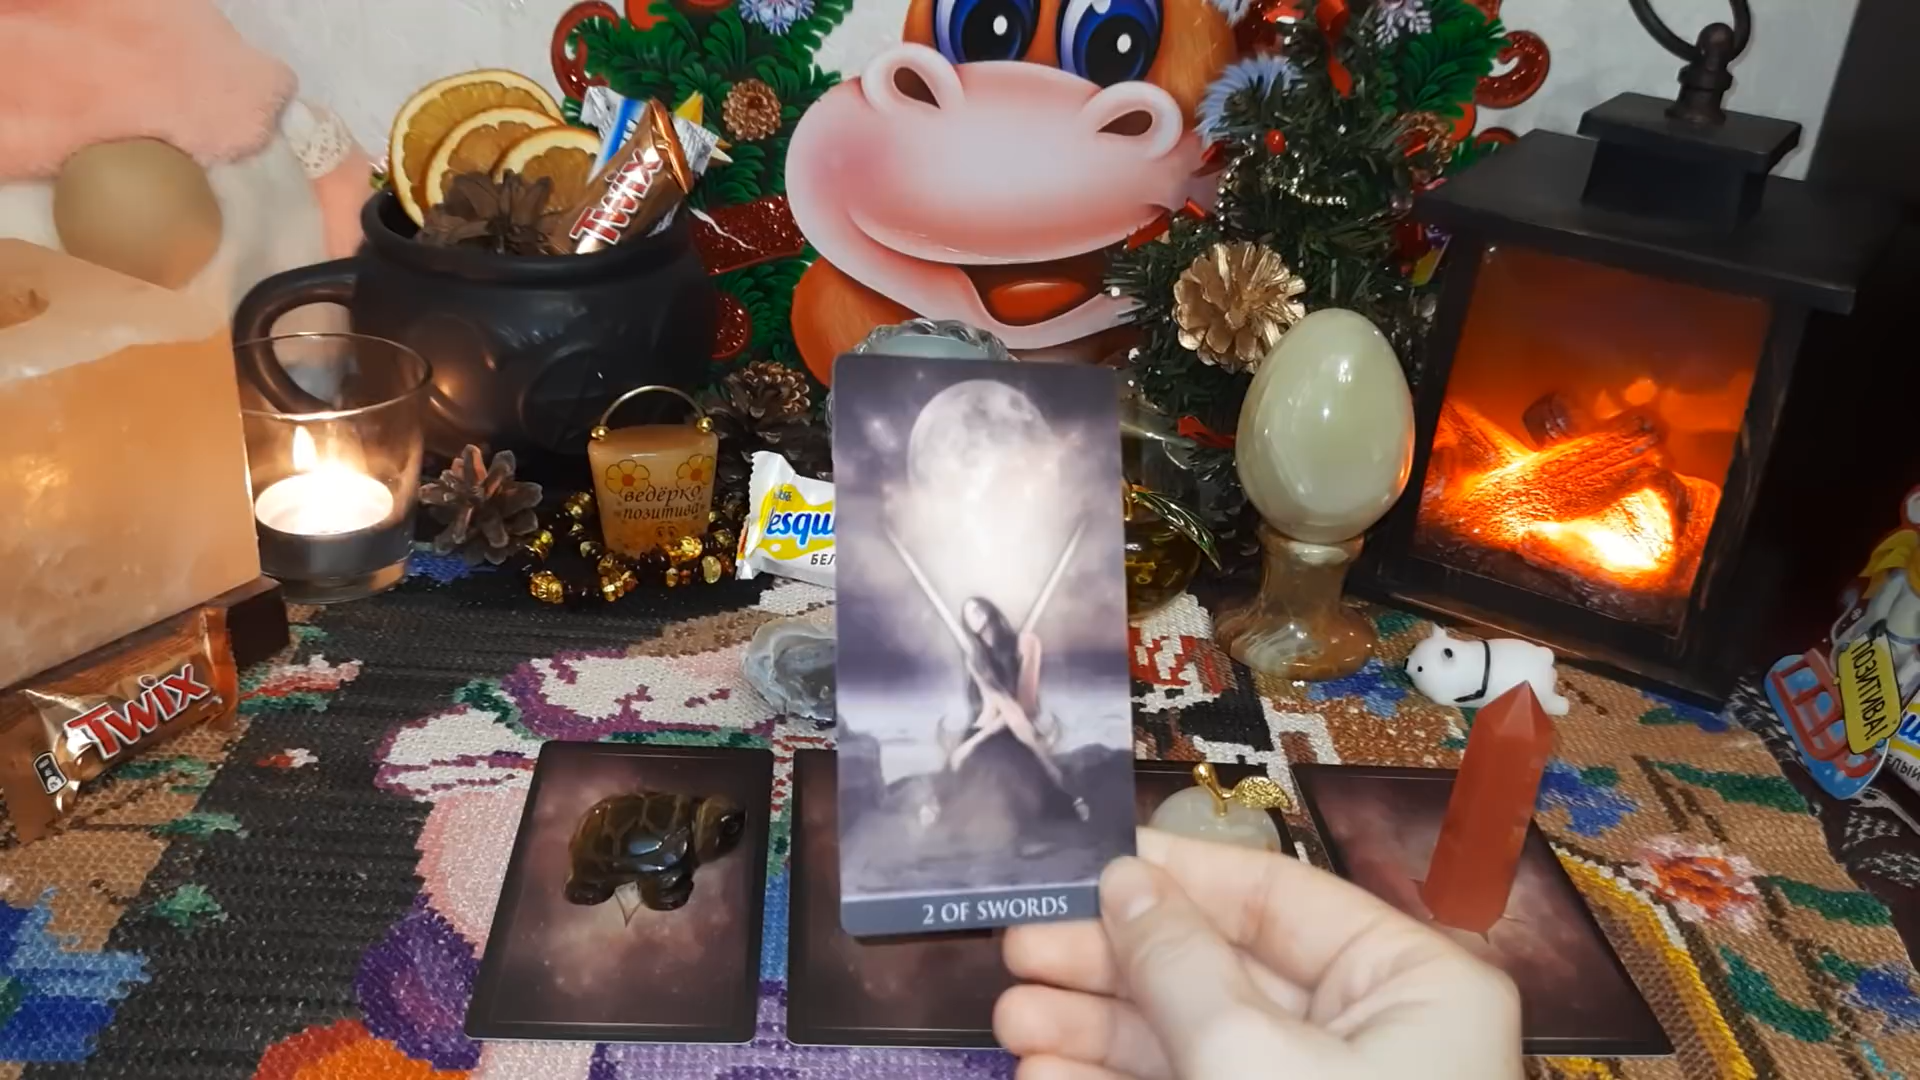 Twix
ведёрко
позитива
esqu
БЕЛ
Twix
ПОЗИТИВА!
2 OF SWORDS